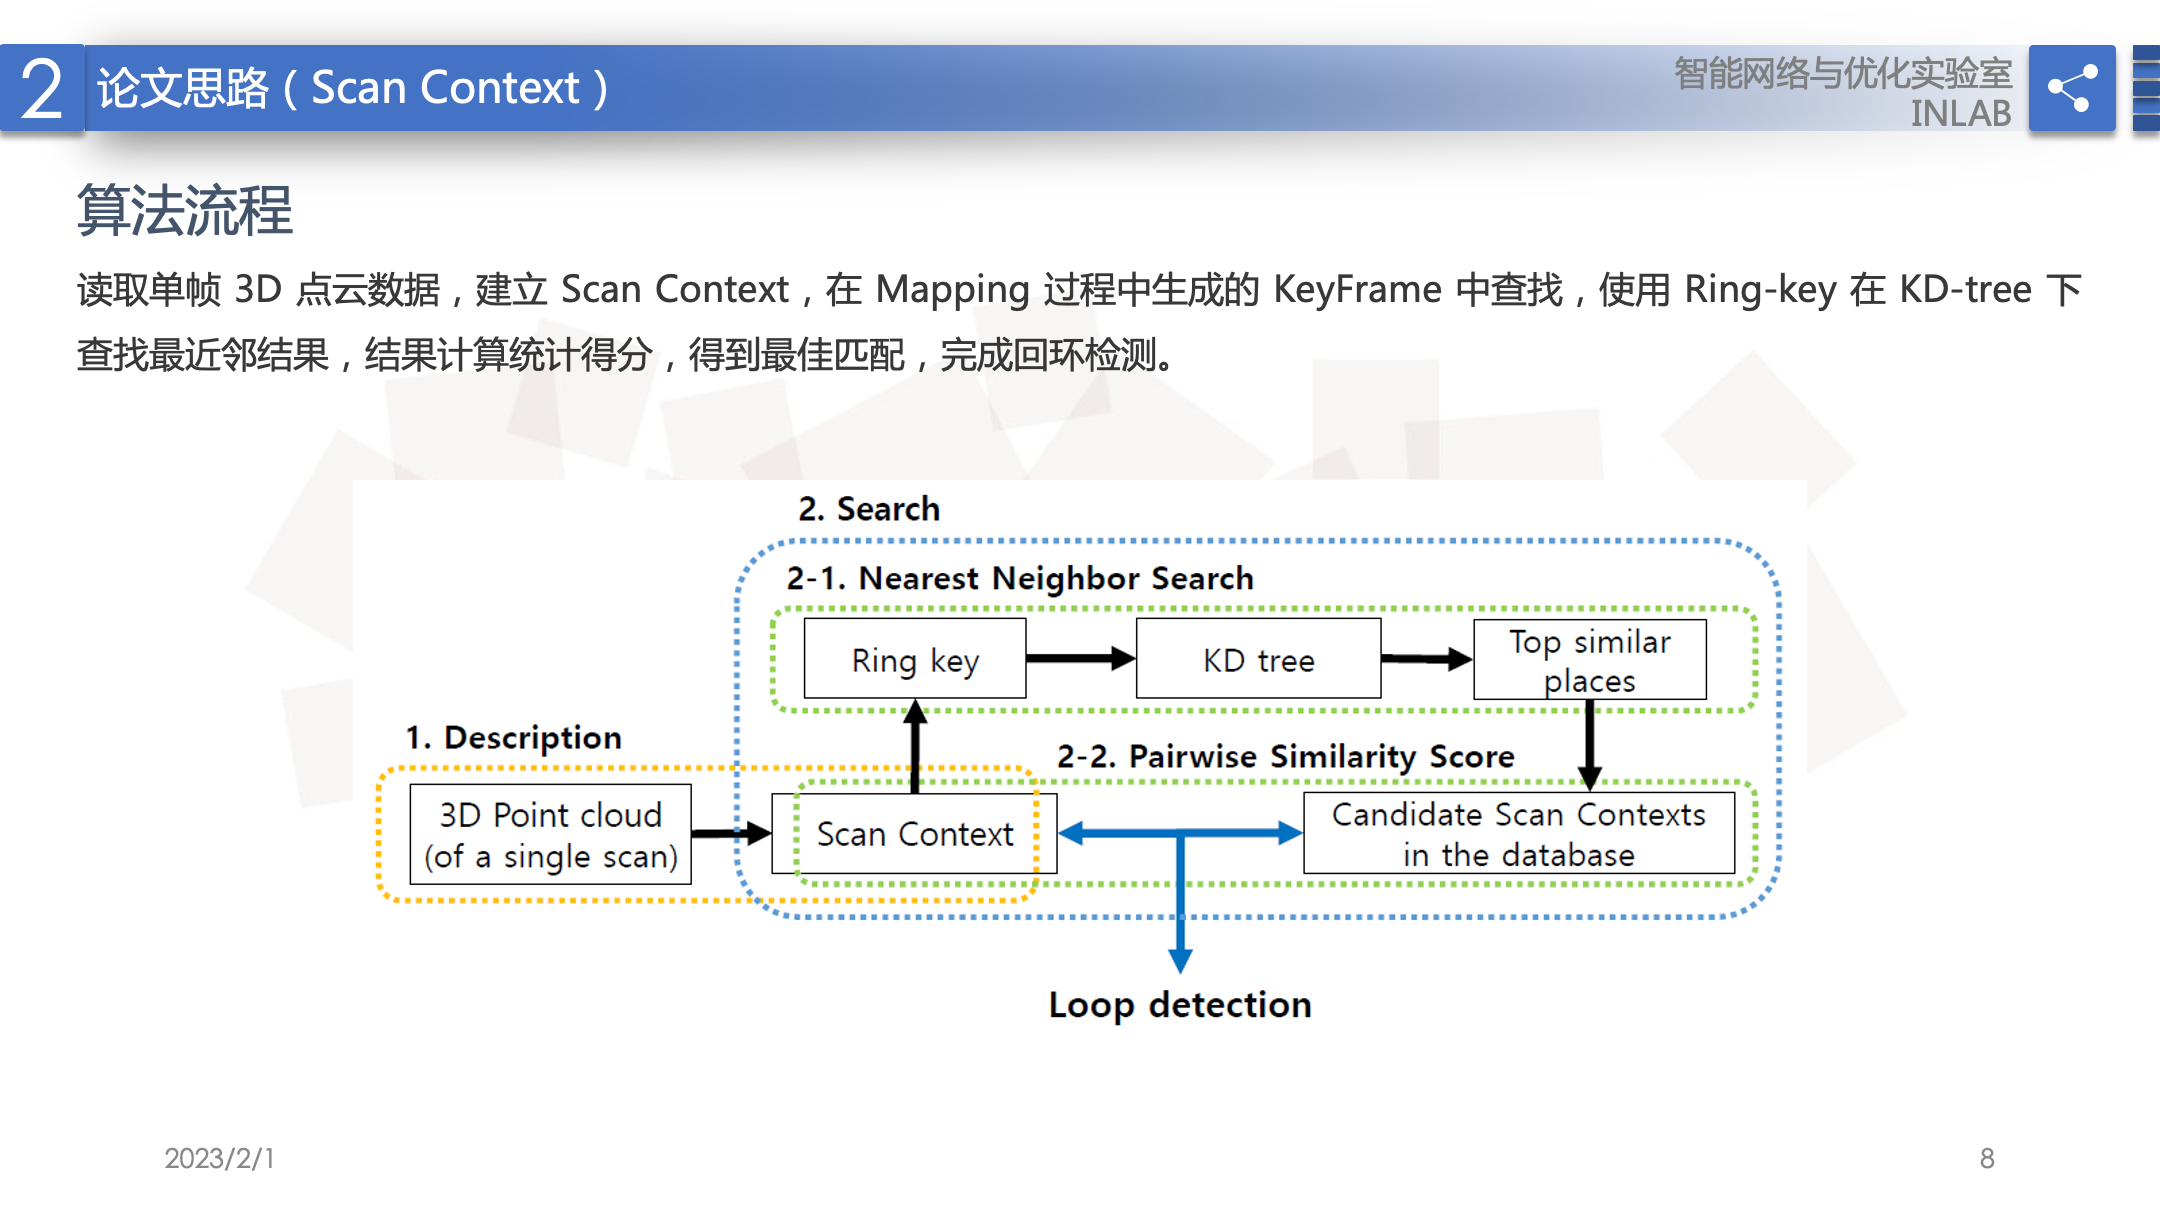 2
论文思路（Scan Context）
智能网络与优化实验室
INLAB
算法流程
读取单帧 3D 点云数据，建立 Scan Context，在 Mapping 过程中生成的 KeyFrame 中查找，使用 Ring-key 在 KD-tree 下
查找最近邻结果，结果计算统计得分，得到最佳匹配，完成回环检测。
2. Search
2-1. Nearest Neighbor Search
Ring key
KD tree
Top similar
places
1. Description
2-2. Pairwise Similarity Score
3D Point cloud
(of a single scan)
Scan Context
Candidate Scan Contexts
in the database
Loop detection
2023/2/1
8